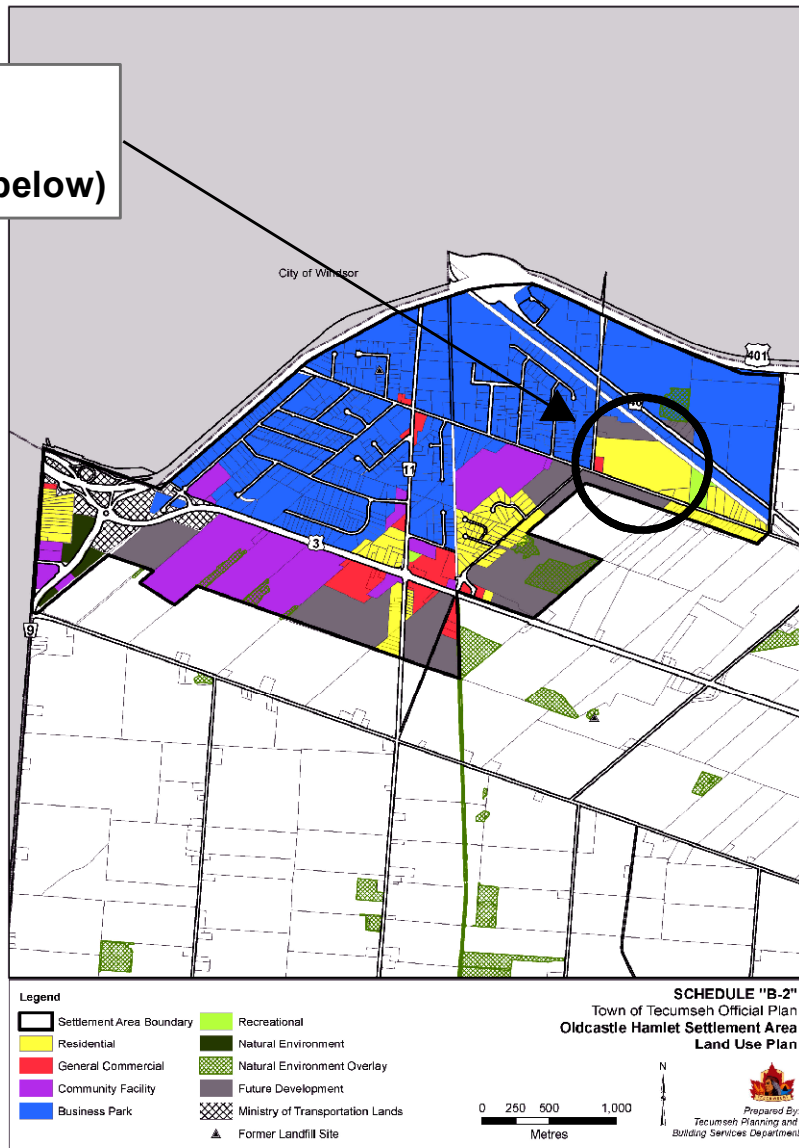 below)
City of Windsor
401
46
11
3
9
Legend
Settlement Area Boundary
Residential
General Commercial
Community Facility
Business Park
Recreational
Natural Environment
Natural Environment Overlay
Future Development
Ministry of Transportation Lands
Former Landfill Site
SCHEDULE "B-2"
Town of Tecumseh Official Plan
Oldcastle Hamlet Settlement Area
Land Use Plan
N
0 250 500 1,000
Metres
Prepared By:
Tecumseh Planning and
Building Services Department